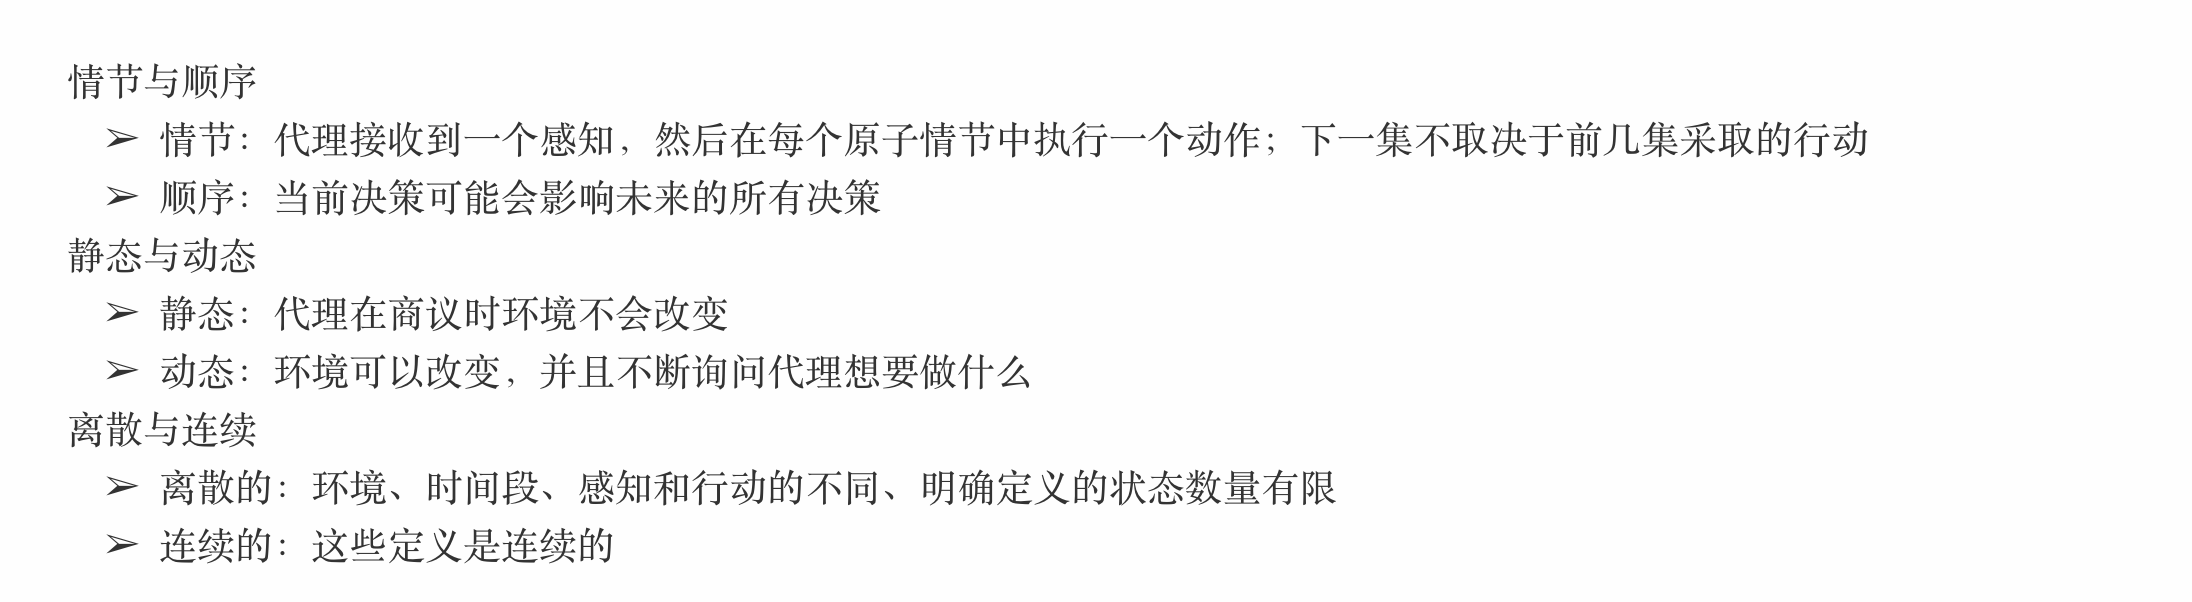 情节与顺序
➢ 情节：代理接收到一个感知，然后在每个原子情节中执行一个动作；下一集不取决于前几集采取的行动
➢ 顺序：当前决策可能会影响未来的所有决策
静态与动态
➢ 静态：代理在商议时环境不会改变
➢ 动态：环境可以改变，并且不断询问代理想要做什么
离散与连续
➢ 离散的：环境、时间段、感知和行动的不同、明确定义的状态数量有限
➢ 连续的：这些定义是连续的